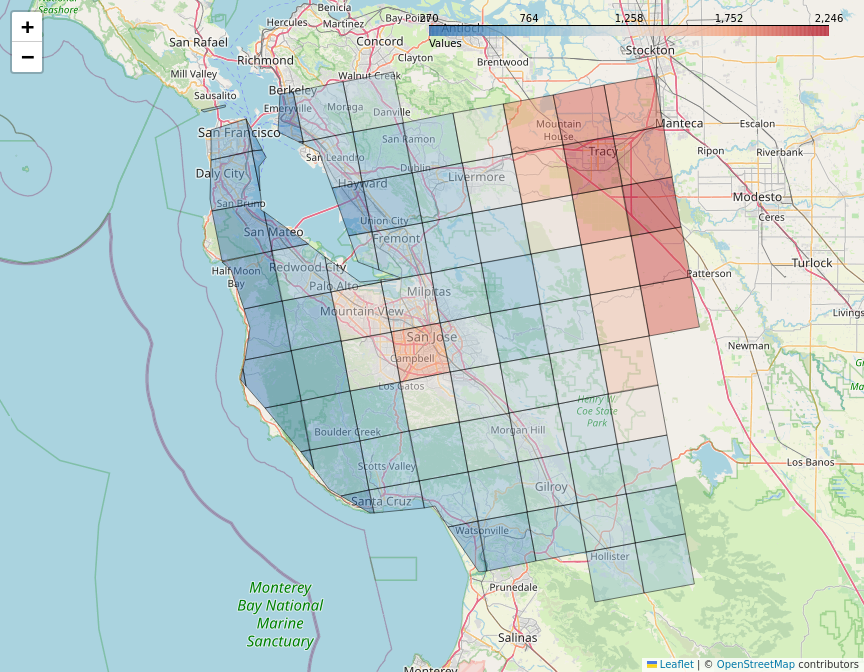 +
−
National
Seashore
Hercules
Benicia
Martinez
Bay Point
Antioch
270
764
1,258
1,752
2,246
Values
San Rafael
Concord
Stockton
Richmond
Clayton
Brentwood
Mill Valley
Walnut Creek
Sausalito
Berkeley
Emeryville
Moraga
Danville
Mountain
House
Manteca
Escalon
San Francisco
San Ramon
Tracy
Ripon
Riverbank
San Leandro
Daly City
Dublin
Livermore
Hayward
Modesto
San Bruno
Union City
Ceres
San Mateo
Fremont
Turlock
Half Moon
Bay
Redwood City
Patterson
Palo Alto
Milpitas
Mountain View
Livings
San Jose
Newman
Campbell
Los Gatos
Henry W.
Coe State
Park
Boulder Creek
Morgan Hill
Scotts Valley
Los Banos
Santa Cruz
Gilroy
Watsonville
Hollister
Monterey
Bay National
Marine
Sanctuary
Prunedale
Salinas
Monterey
Leaflet | © OpenStreetMap contributors